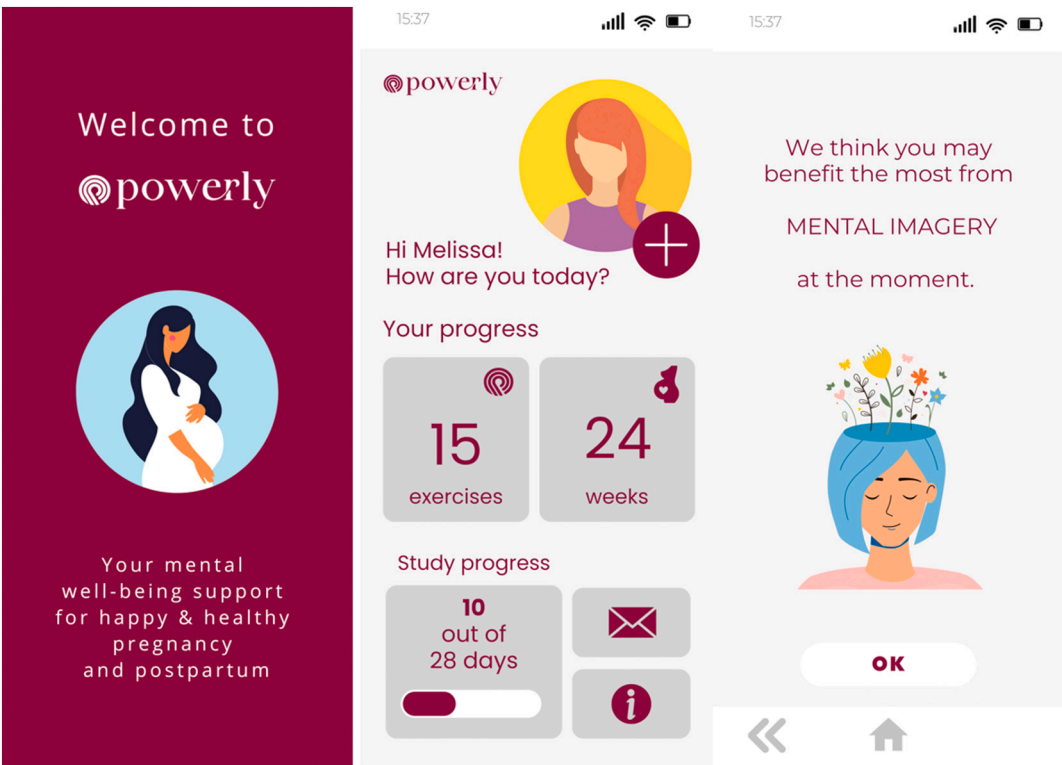 Welcome to
powerly
Your mental
well-being support
for happy & healthy
pregnancy
and postpartum
15:37
powerly
Hi Melissa!
How are you today?
Your progress
15
exercises
24
weeks
Study progress
10
out of
28 days
i
15:37
We think you may
benefit the most from
MENTAL IMAGERY
at the moment.
OK